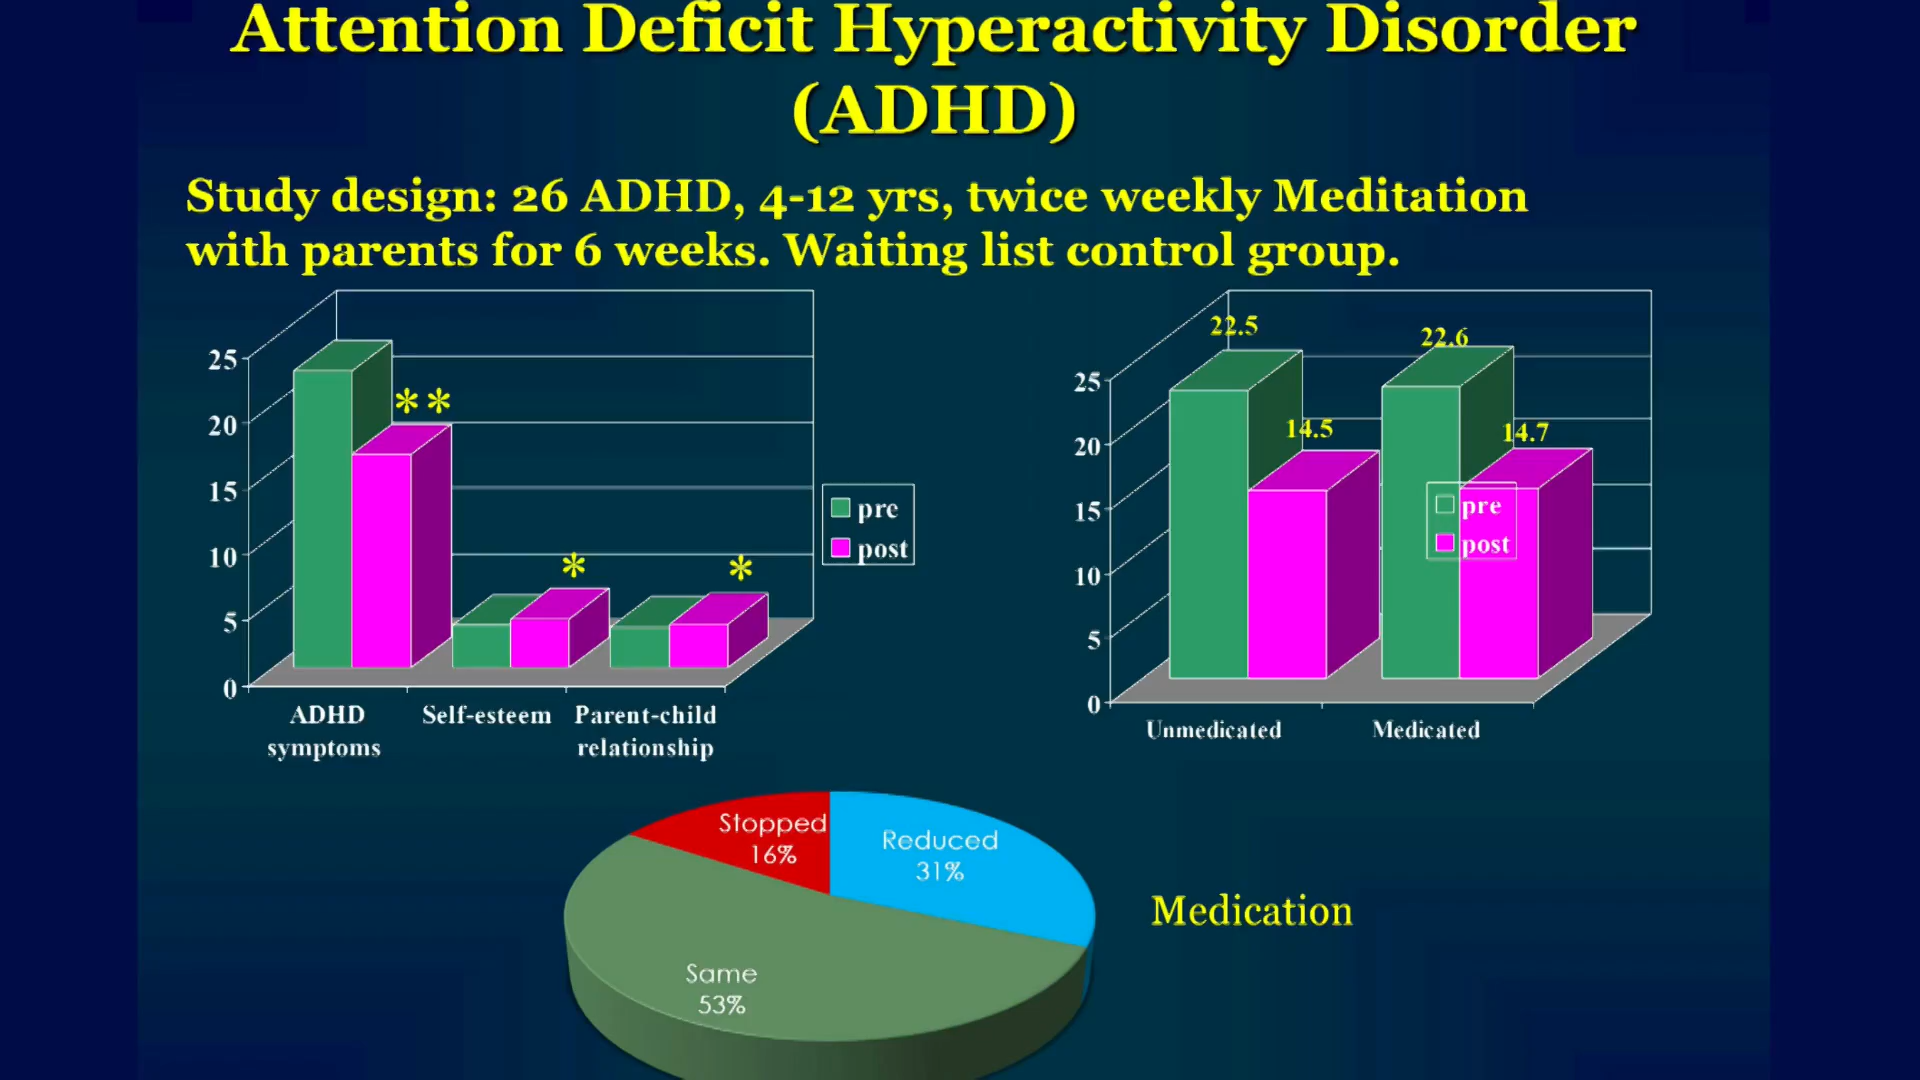 Attention Deficit Hyperactivity Disorder
(ADHD)
Study design: 26 ADHD, 4-12 yrs, twice weekly Meditation
with parents for 6 weeks. Waiting list control group.
25
20
15
10
5
0
**
*
*
ADHD
symptoms
Self-esteem
Parent-child
relationship
pre
post
25
20
15
10
5
0
22.5
14.5
22.6
14.7
pre
post
Unmedicated
Medicated
Stopped
16%
Reduced
31%
Same
53%
Medication